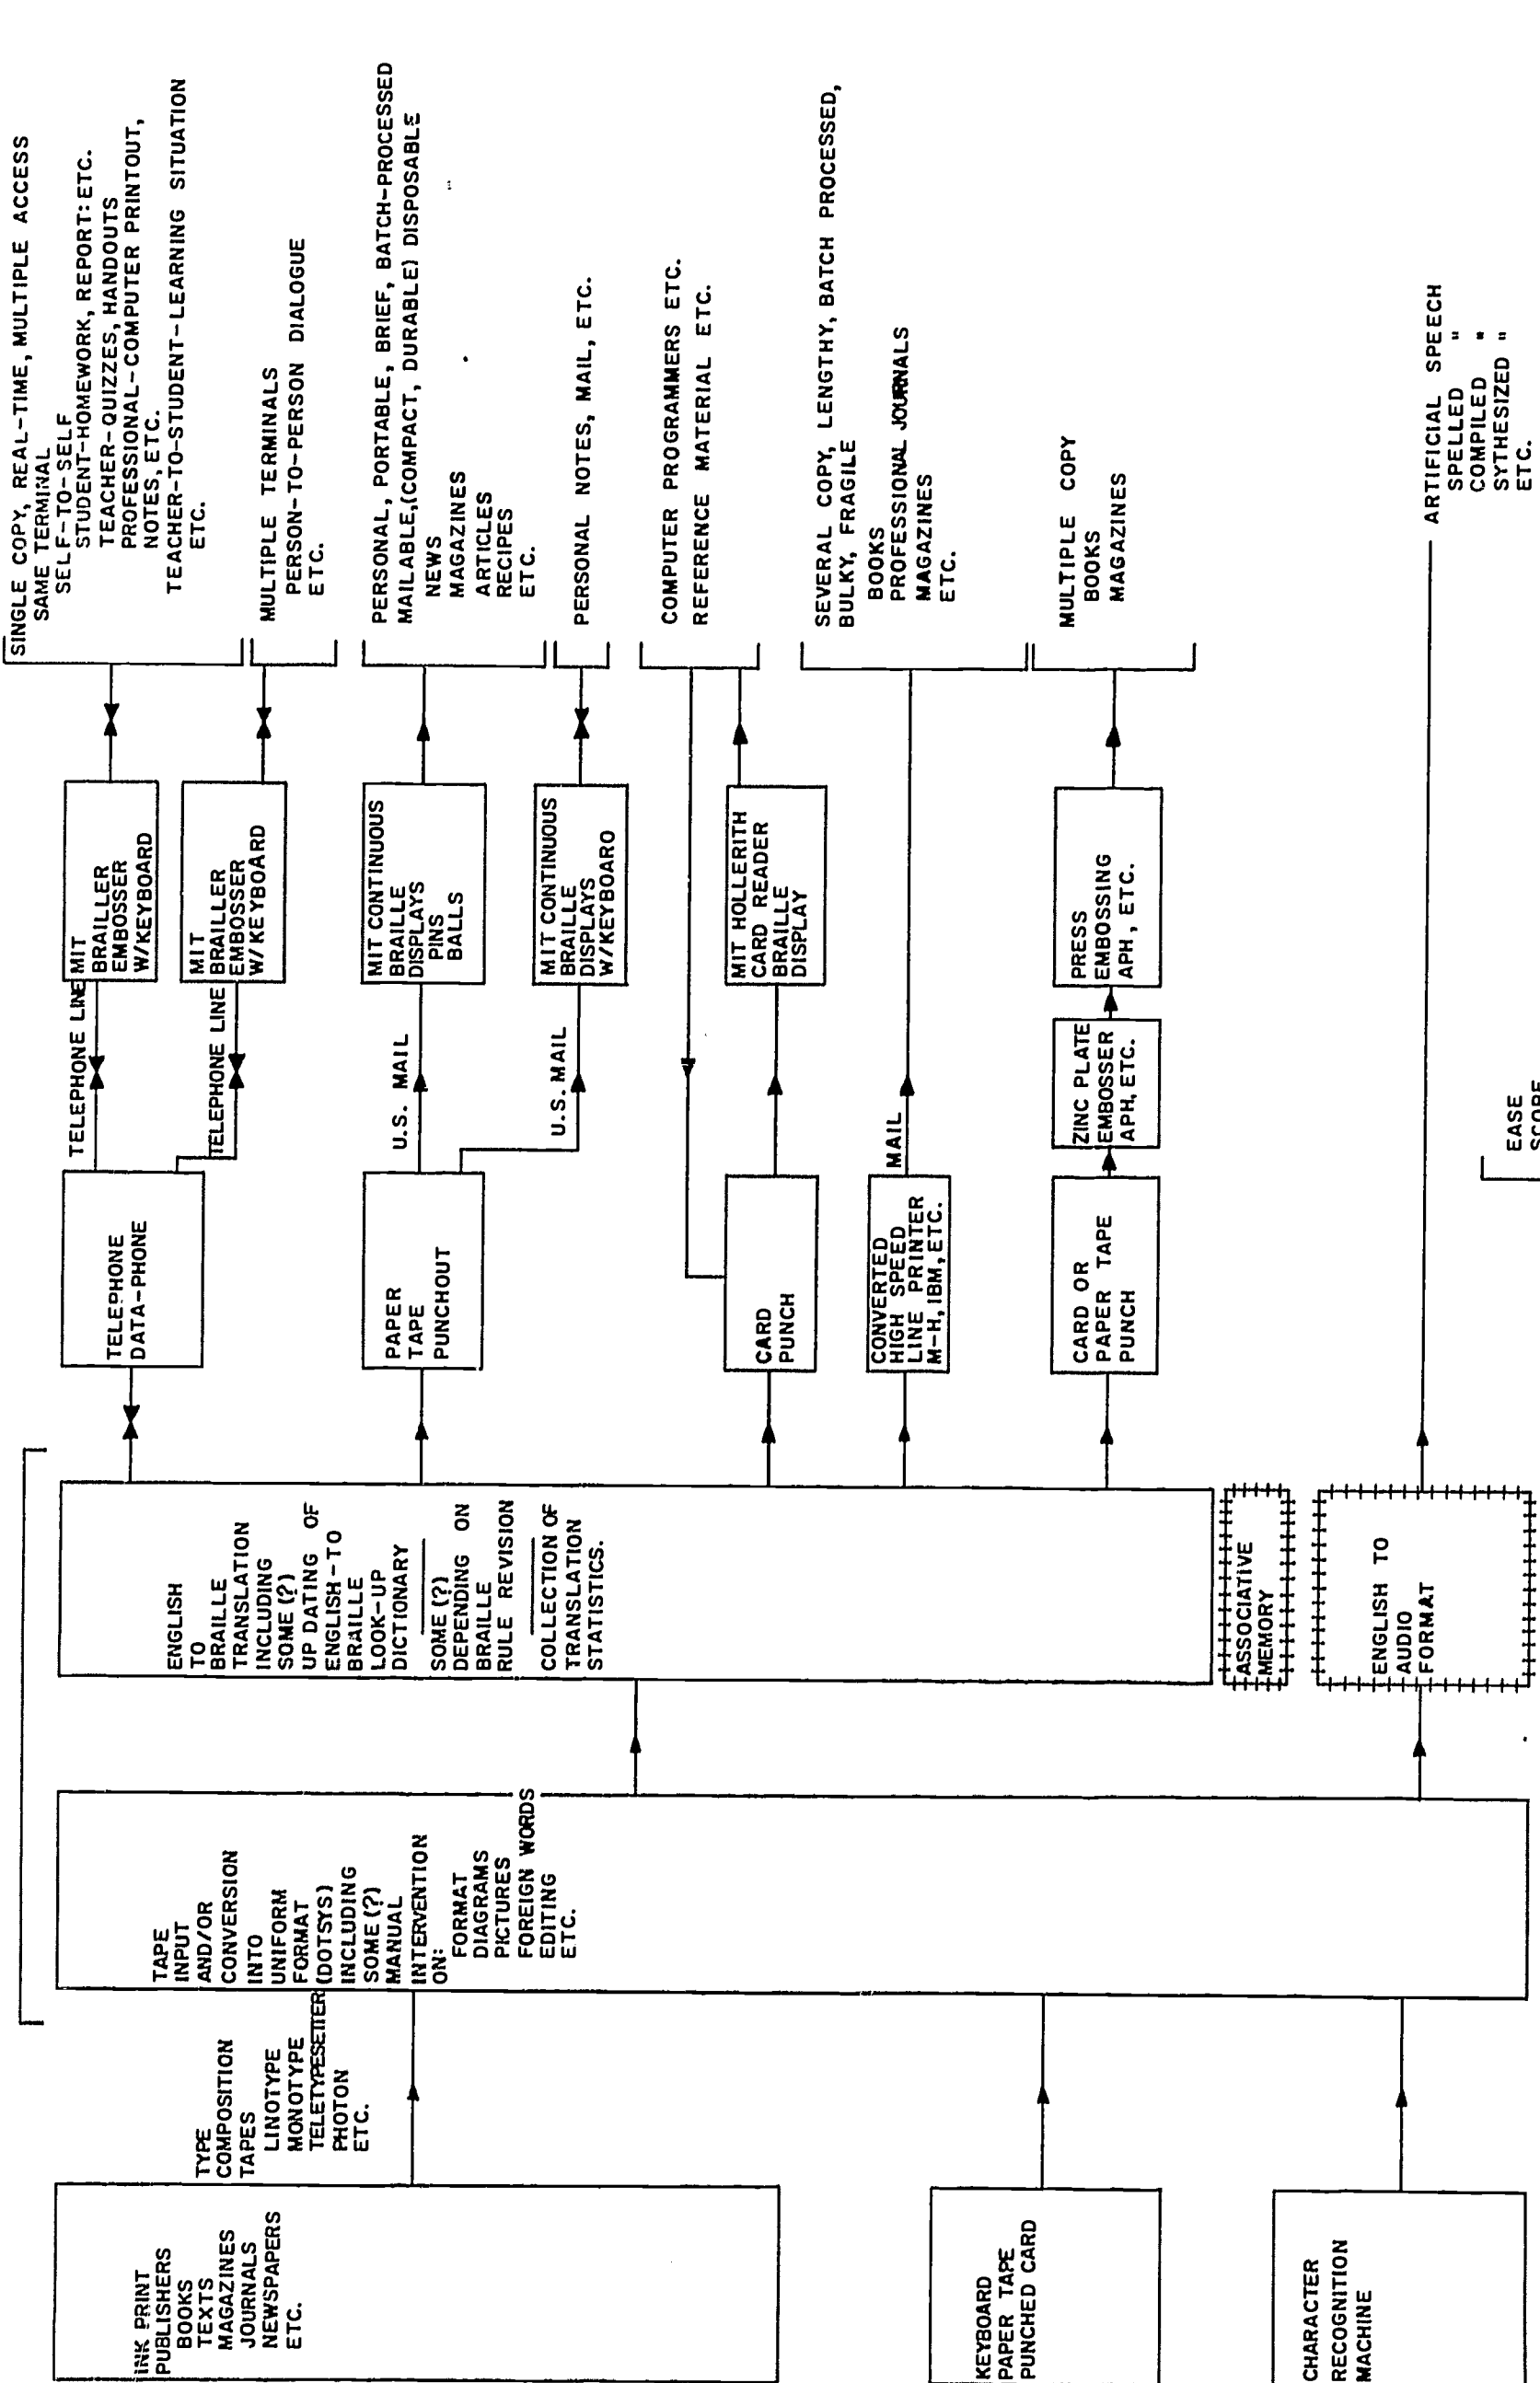 INK PRINT
PUBLISHERS
BOOKS
TEXTS
MAGAZINES
JOURNALS
NEWSPAPERS
ETC.
KEYBOARD
PAPER TAPE
PUNCHED CARD
CHARACTER
RECOGNITION
MACHINE
TYPE
COMPOSITION
TAPES
LINOTYPE
MONOTYPE
TELETYPESETTER
PHOTON
ETC.
TAPE
INPUT
AND/OR
CONVERSION
INTO
UNIFORM
FORMAT
(DOTSYS)
INCLUDING
SOME (?)
MANUAL
INTERVENTION
ON:
FORMAT
DIAGRAMS
PICTURES
FOREIGN WORDS
EDITING
ETC.
ENGLISH
TO
BRAILLE
TRANSLATION
INCLUDING
SOME (?)
UP DATING OF
ENGLISH-TO
BRAILLE
LOOK-UP
DICTIONARY
SOME (?)
DEPENDING ON
BRAILLE
RULE REVISION
COLLECTION OF
TRANSLATION
STATISTICS.
ASSOCIATIVE
MEMORY
ENGLISH TO
AUDIO
FORMAT
TELEPHONE
DATA-PHONE
PAPER
TAPE
PUNCHOUT
CARD
PUNCH
CONVERTED
HIGH SPEED
LINE PRINTER
M-H, IBM, ETC.
CARD OR
PAPER TAPE
PUNCH
TELEPHONE LINE
TELEPHONE LINE
U.S. MAIL
U.S. MAIL
MAIL
ZINC PLATE
EMBOSSER
APH, ETC.
EASE
SCOPE
MIT
BRAILLER
EMBOSSER
W/KEYBOARD
MIT
BRAILLER
EMBOSSER
W/KEYBOARD
MIT CONTINUOUS
BRAILLE
DISPLAYS
PINS
BALLS
MIT CONTINUOUS
BRAILLE
DISPLAYS
W/KEYBOARD
MIT HOLLERITH
CARD READER
BRAILLE
DISPLAY
PRESS
EMBOSSING
APH, ETC.
SINGLE COPY, REAL-TIME, MULTIPLE ACCESS
SAME TERMINAL
SELF-TO-SELF
STUDENT-HOMEWORK, REPORT: ETC.
TEACHER-QUIZZES, HANDOUTS
PROFESSIONAL-COMPUTER PRINTOUT,
NOTES, ETC.
TEACHER-TO-STUDENT-LEARNING SITUATION
ETC.
MULTIPLE TERMINALS
PERSON-TO-PERSON DIALOGUE
ETC.
PERSONAL, PORTABLE, BRIEF, BATCH-PROCESSED
MAILABLE, (COMPACT, DURABLE) DISPOSABLE
NEWS
MAGAZINES
ARTICLES
RECIPES
ETC.
PERSONAL NOTES, MAIL, ETC.
COMPUTER PROGRAMMERS ETC.
REFERENCE MATERIAL ETC.
SEVERAL COPY, LENGTHY, BATCH PROCESSED,
BULKY, FRAGILE
BOOKS
PROFESSIONAL JOURNALS
MAGAZINES
ETC.
MULTIPLE COPY
BOOKS
MAGAZINES
ARTIFICIAL SPEECH
SPELLED "
COMPILED "
SYTHESIZED "
ETC.